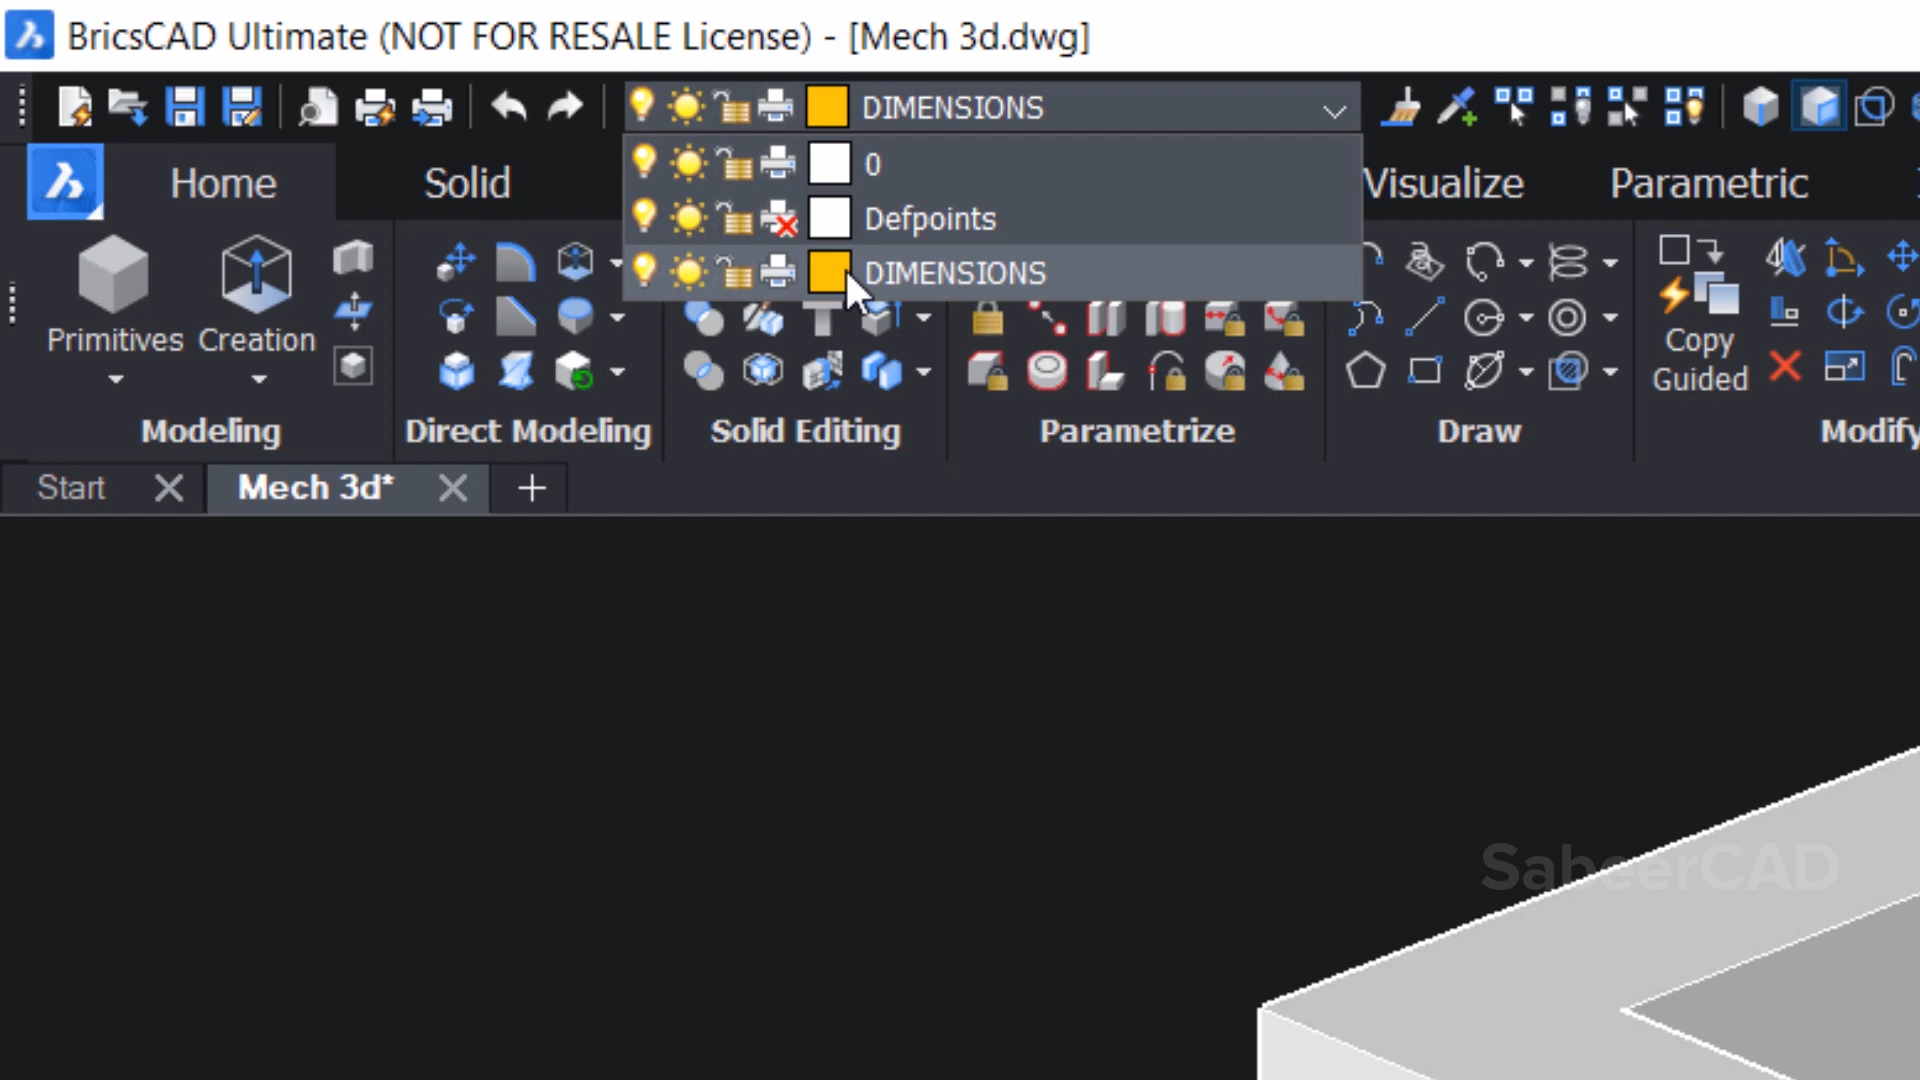 BricsCAD Ultimate (NOT FOR RESALE License) - [Mech 3d.dwg]
DIMENSIONS
0
Defpoints
DIMENSIONS
Home
Solid
Visualize
Parametric
Primitives
Creation
Copy
Guided
Modeling
Direct Modeling
Solid Editing
Parametrize
Draw
Modify
Start
Mech 3d*
SabeerCAD